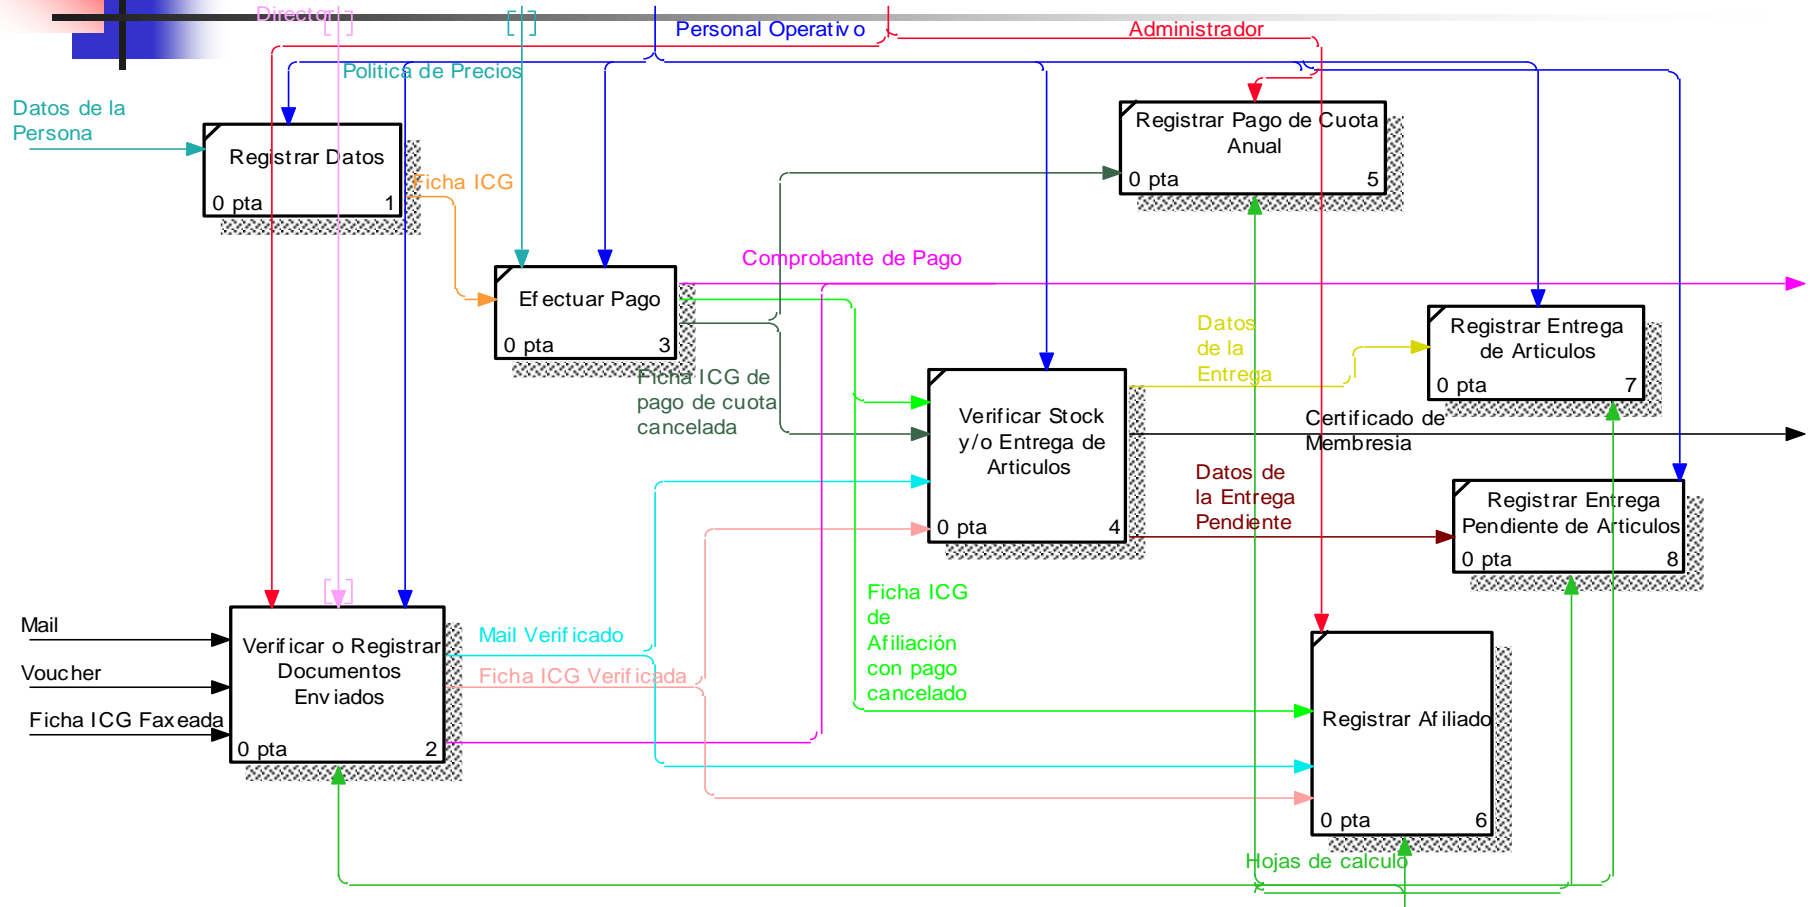 Director
Personal Operativo
Administrador
Politica de Precios
Datos de la
Persona
Registrar Datos
0 pta 1
Ficha ICG
Registrar Pago de Cuota
Anual
0 pta 5
Comprobante de Pago
Efectuar Pago
0 pta 3
Ficha ICG de
pago de cuota
cancelada
Datos
de la
Entrega
Registrar Entrega
de Articulos
0 pta 7
Verificar Stock
y/o Entrega de
Articulos
0 pta 4
Certificado de
Membresia
Datos de
la Entrega
Pendiente
Registrar Entrega
Pendiente de Articulos
0 pta 8
Mail
Voucher
Ficha ICG Faxeada
Verificar o Registrar
Documentos
Enviados
0 pta 2
Mail Verificado
Ficha ICG Verificada
Ficha ICG
de
Afiliación
con pago
cancelado
Registrar Afiliado
0 pta 6
Hojas de calculo